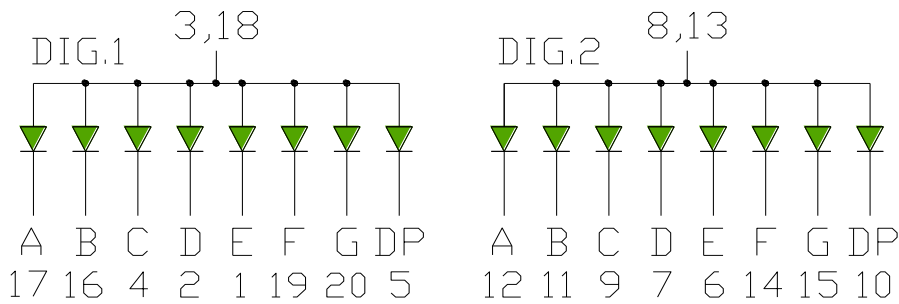 3,18 8,13
DIG.1 DIG.2
A B C D E F G DP A B C D E F G DP
17 16 4 2 1 19 20 5 12 11 9 7 6 14 15 10